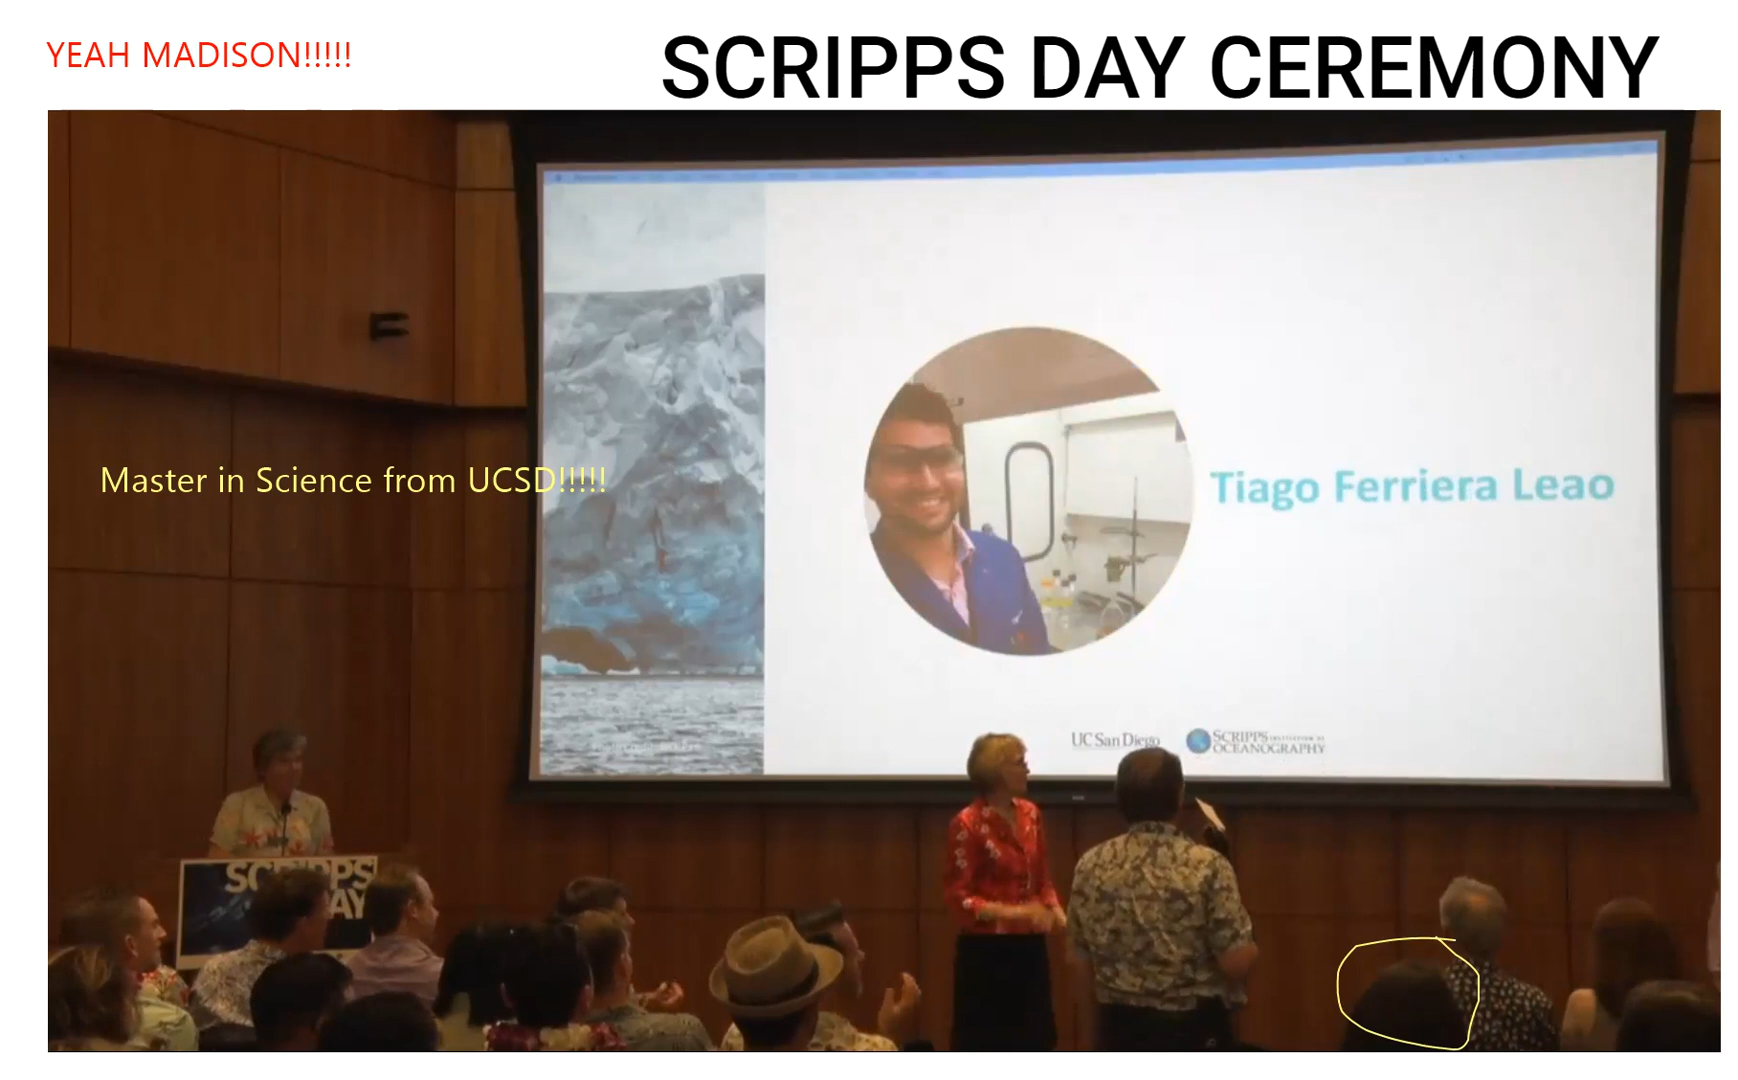 YEAH MADISON!!!!!
SCRIPPS DAY CEREMONY
Master in Science from UCSD!!!!!
Tiago Ferriera Leao
UC San Diego
SCRIPPS INSTITUTION OF
OCEANOGRAPHY
SCRIPPS
DAY